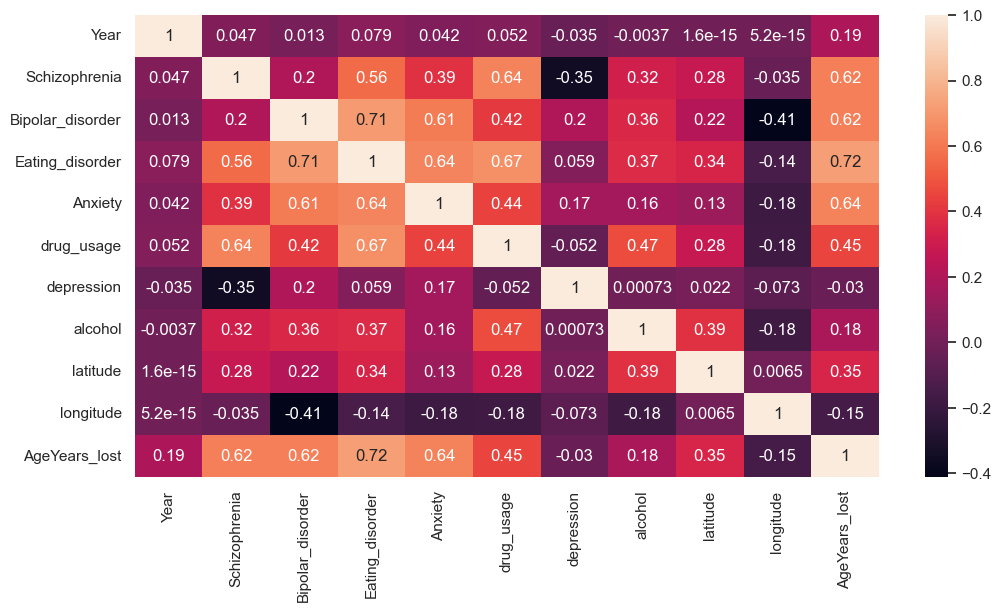 Year 1 0.047 0.013 0.079 0.042 0.052 -0.035 -0.0037 1.6e-15 5.2e-15 0.19
Schizophrenia 0.047 1 0.2 0.56 0.39 0.64 -0.35 0.32 0.28 -0.035 0.62
Bipolar_disorder 0.013 0.2 1 0.71 0.61 0.42 0.2 0.36 0.22 -0.41 0.62
Eating_disorder 0.079 0.56 0.71 1 0.64 0.67 0.059 0.37 0.34 -0.14 0.72
Anxiety 0.042 0.39 0.61 0.64 1 0.44 0.17 0.16 0.13 -0.18 0.64
drug_usage 0.052 0.64 0.42 0.67 0.44 1 -0.052 0.47 0.28 -0.18 0.45
depression -0.035 -0.35 0.2 0.059 0.17 -0.052 1 0.00073 0.022 -0.073 -0.03
alcohol -0.0037 0.32 0.36 0.37 0.16 0.47 0.00073 1 0.39 -0.18 0.18
latitude 1.6e-15 0.28 0.22 0.34 0.13 0.28 0.022 0.39 1 0.0065 0.35
longitude 5.2e-15 -0.035 -0.41 -0.14 -0.18 -0.18 -0.073 -0.18 0.0065 1 -0.15
AgeYears_lost 0.19 0.62 0.62 0.72 0.64 0.45 -0.03 0.18 0.35 -0.15 1
Year Schizophrenia Bipolar_disorder Eating_disorder Anxiety drug_usage depression alcohol latitude longitude AgeYears_lost
1.0
0.8
0.6
0.4
0.2
0.0
−0.2
−0.4